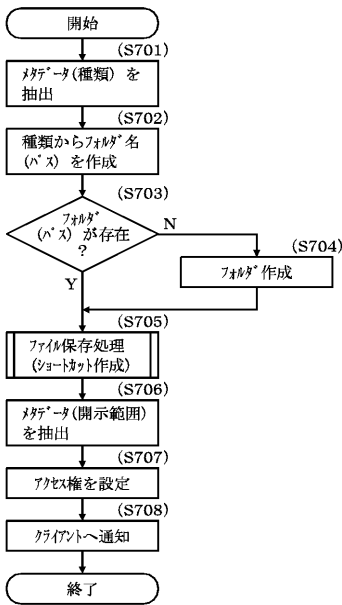 開始
(S701)
ﾒﾀﾃﾞｰﾀ(種類) を
抽出
(S702)
種類からﾌｫﾙﾀﾞ名
(ﾊﾟｽ) を作成
(S703)
ﾌｫﾙﾀﾞ
(ﾊﾟｽ) が存在
?
N
Y
(S704)
ﾌｫﾙﾀﾞ作成
(S705)
ﾌｧｲﾙ保存処理
(ｼｮｰﾄｶｯﾄ作成)
(S706)
ﾒﾀﾃﾞｰﾀ(開示範囲)
を抽出
(S707)
ｱｸｾｽ権を設定
(S708)
ｸﾗｲｱﾝﾄへ通知
終了